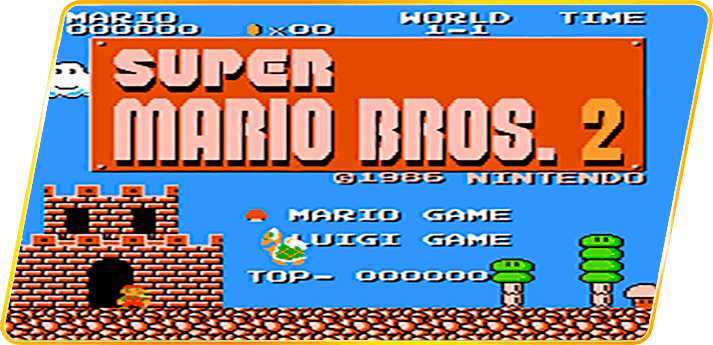 MARIO WORLD TIME
000000 ×00 1-1
SUPER
MARIO BROS. 2
©1986 NINTENDO
MARIO GAME
LUIGI GAME
TOP- 000000